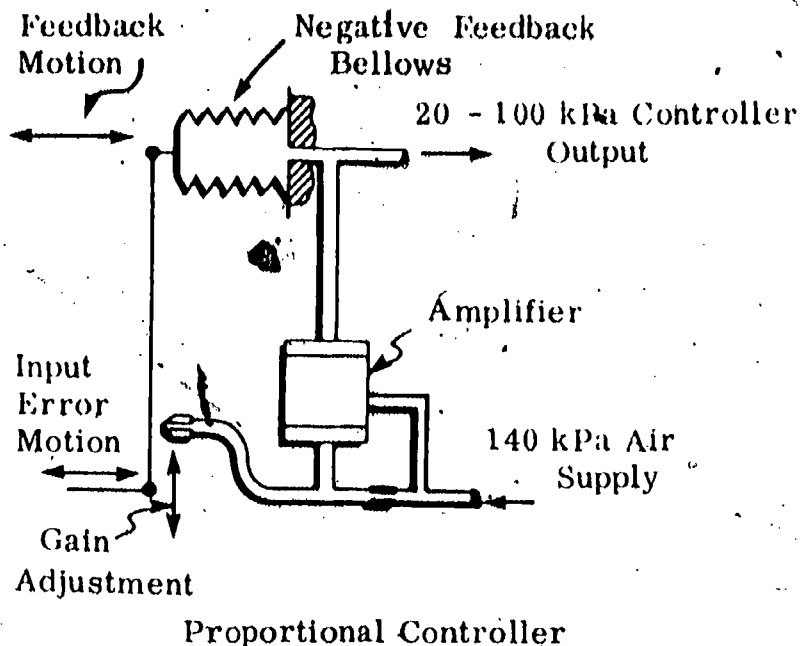 Feedback
Motion
Negative Feedback
Bellows
20 - 100 kPa Controller
Output
Amplifier
Input
Error
Motion
140 kPa Air
Supply
Gain
Adjustment
Proportional Controller